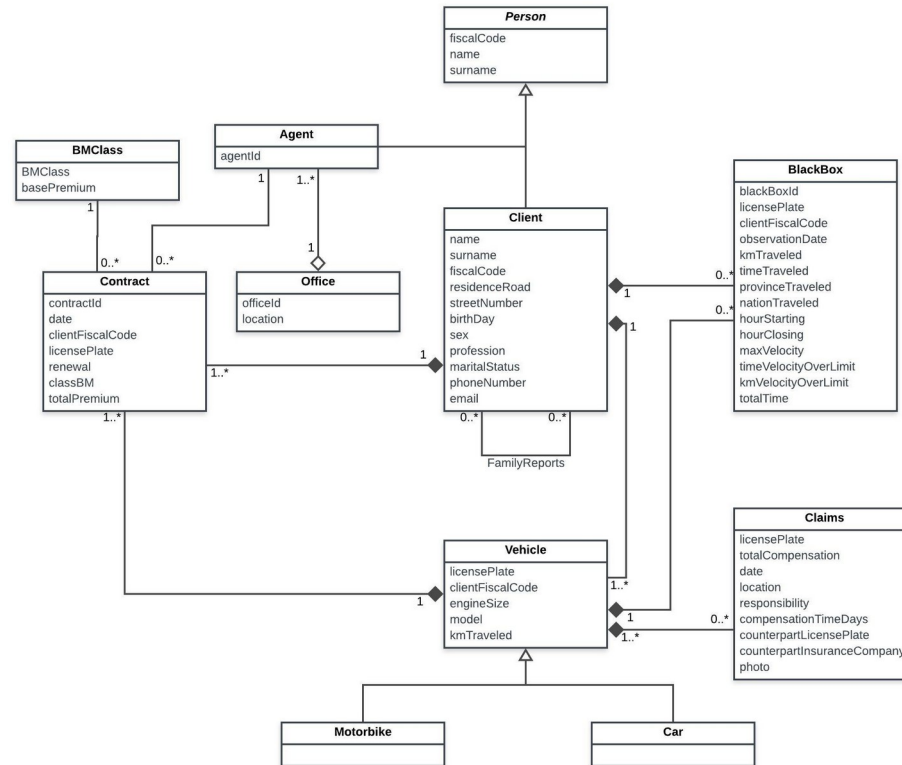 Person
fiscalCode
name
surname
Agent
agentId
BMClass
BMClass
basePremium
1
1..*
1
1
0..*
0..*
1
Office
officeId
location
Contract
contractId
date
clientFiscalCode
licensePlate
renewal
classBM
totalPremium
1..*
1..*
1
Client
name
surname
fiscalCode
residenceRoad
streetNumber
birthDay
sex
profession
maritalStatus
phoneNumber
email
1
1
0..*
0..*
FamilyReports
BlackBox
blackBoxId
licensePlate
clientFiscalCode
observationDate
kmTraveled
timeTraveled
provinceTraveled
nationTraveled
hourStarting
hourClosing
maxVelocity
timeVelocityOverLimit
kmVelocityOverLimit
totalTime
0..*
0..*
Vehicle
licensePlate
clientFiscalCode
engineSize
model
kmTraveled
1
1..*
1
1..*
0..*
Claims
licensePlate
totalCompensation
date
location
responsibility
compensationTimeDays
counterpartLicensePlate
counterpartInsuranceCompany
photo
Motorbike
Car